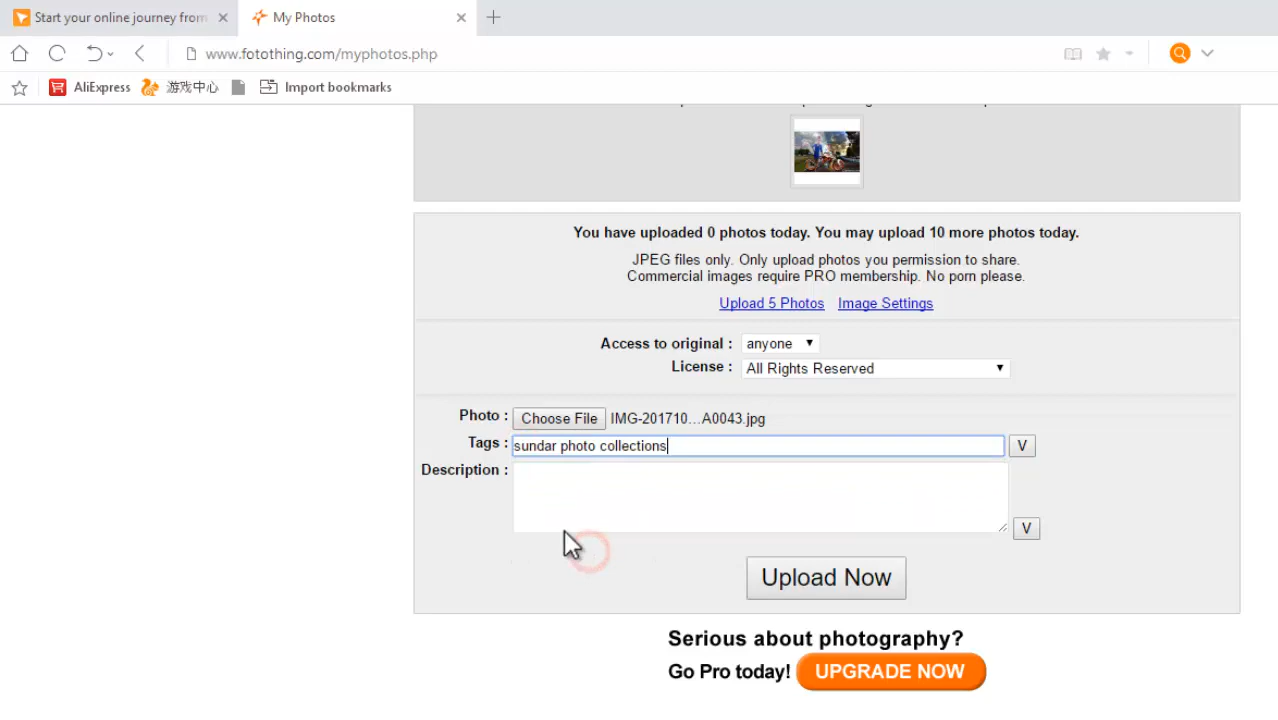 Start your online journey from
My Photos
www.fotothing.com/myphotos.php
AliExpress 游戏中心 Import bookmarks
You have uploaded 0 photos today. You may upload 10 more photos today.
JPEG files only. Only upload photos you permission to share.
Commercial images require PRO membership. No porn please.
Upload 5 Photos Image Settings
Access to original : anyone
License : All Rights Reserved
Photo : Choose File IMG-201710...A0043.jpg
Tags : sundar photo collections V
Description :
V
Upload Now
Serious about photography?
Go Pro today! UPGRADE NOW